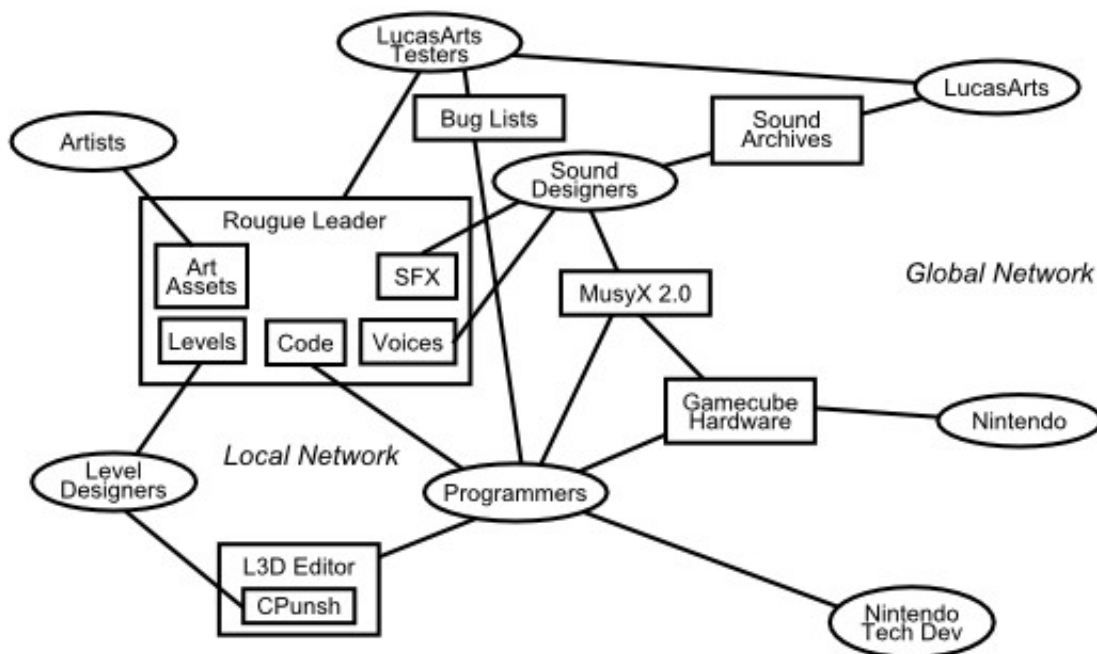 LucasArts
Testers
LucasArts
Bug Lists
Sound
Archives
Artists
Sound
Designers
Rougue Leader
Art
Assets
SFX
Global Network
MusyX 2.0
Levels
Code
Voices
Gamecube
Hardware
Nintendo
Local Network
Level
Designers
Programmers
L3D Editor
CPunsh
Nintendo
Tech Dev